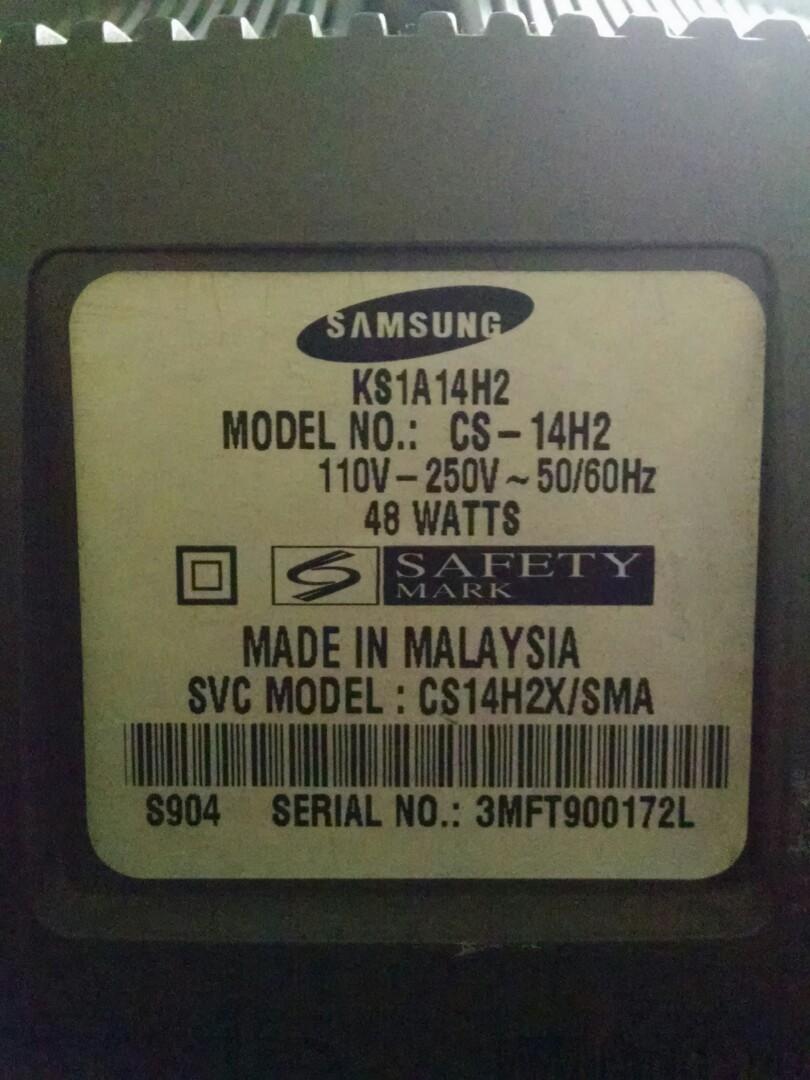 SAMSUNG
KS1A14H2
MODEL NO.: CS-14H2
110V-250V~50/60Hz
48 WATTS
S SAFETY
MARK
MADE IN MALAYSIA
SVC MODEL : CS14H2X/SMA
S904 SERIAL NO.: 3MFT900172L